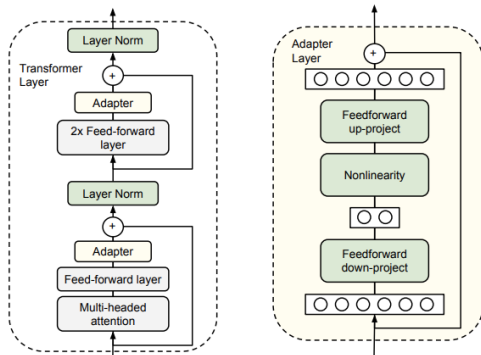 Layer Norm
Transformer
Layer
+
Adapter
2x Feed-forward
layer
Layer Norm
+
Adapter
Feed-forward layer
Multi-headed
attention
Adapter
Layer
+
Feedforward
up-project
Nonlinearity
Feedforward
down-project